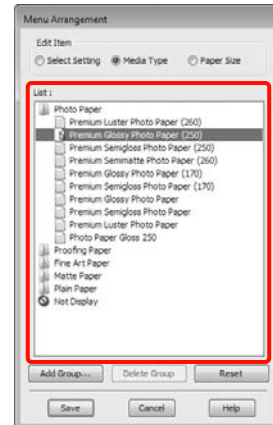 Menu Arrangement
Edit Item
Select Setting Media Type Paper Size
List :
Photo Paper
Premium Luster Photo Paper (260)
Premium Glossy Photo Paper (250)
Premium Semigloss Photo Paper (250)
Premium Semimatte Photo Paper (260)
Premium Glossy Photo Paper (170)
Premium Semigloss Photo Paper (170)
Premium Glossy Photo Paper
Premium Semigloss Photo Paper
Premium Luster Photo Paper
Photo Paper Gloss 250
Proofing Paper
Fine Art Paper
Matte Paper
Plain Paper
Not Display
Add Group... Delete Group Reset
Save Cancel Help